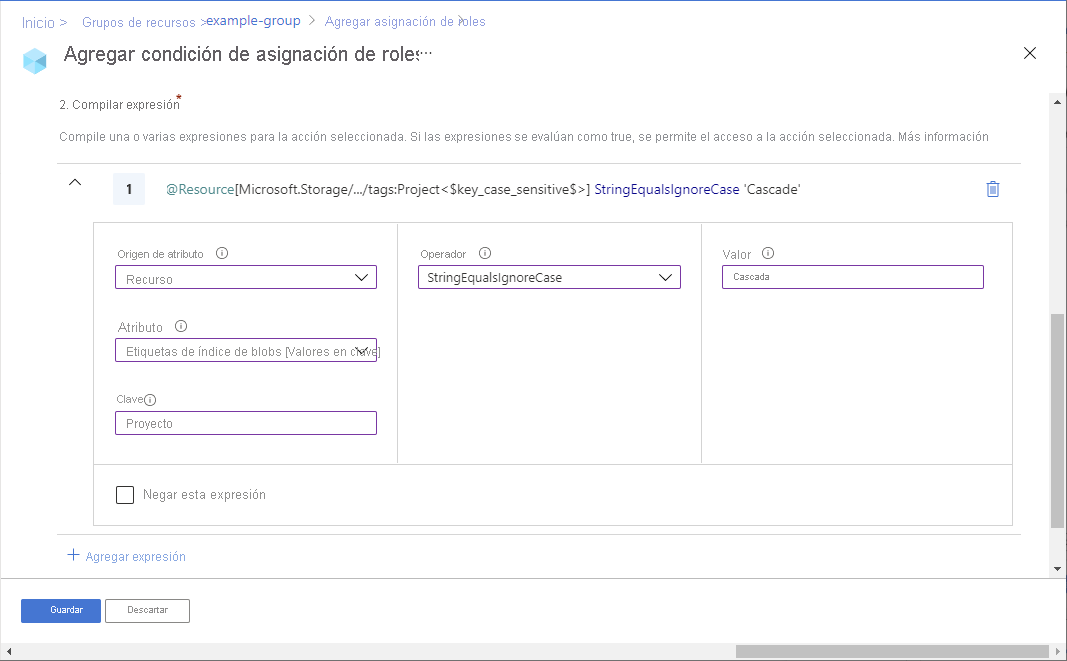 Inicio > Grupos de recursos > example-group > Agregar asignación de roles
Agregar condición de asignación de roles ...
2. Compilar expresión *
Compile una o varias expresiones para la acción seleccionada. Si las expresiones se evalúan como true, se permite el acceso a la acción seleccionada. Más información
1 @Resource[Microsoft.Storage/.../tags:Project<$key_case_sensitive$>] StringEqualsIgnoreCase 'Cascade'
Origen de atributo
Recurso
Atributo
Etiquetas de índice de blobs [Valores en clave]
Clave
Proyecto
Operador
StringEqualsIgnoreCase
Valor
Cascada
Negar esta expresión
+ Agregar expresión
Guardar Descartar